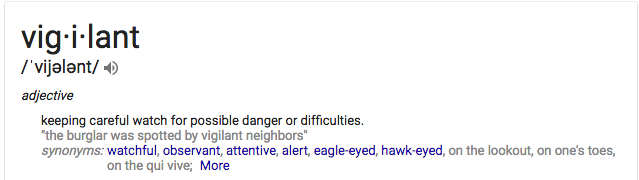 vig·i·lant
/ˈvijələnt/
adjective
keeping careful watch for possible danger or difficulties.
"the burglar was spotted by vigilant neighbors"
synonyms: watchful, observant, attentive, alert, eagle-eyed, hawk-eyed, on the lookout, on one's toes,
on the qui vive; More